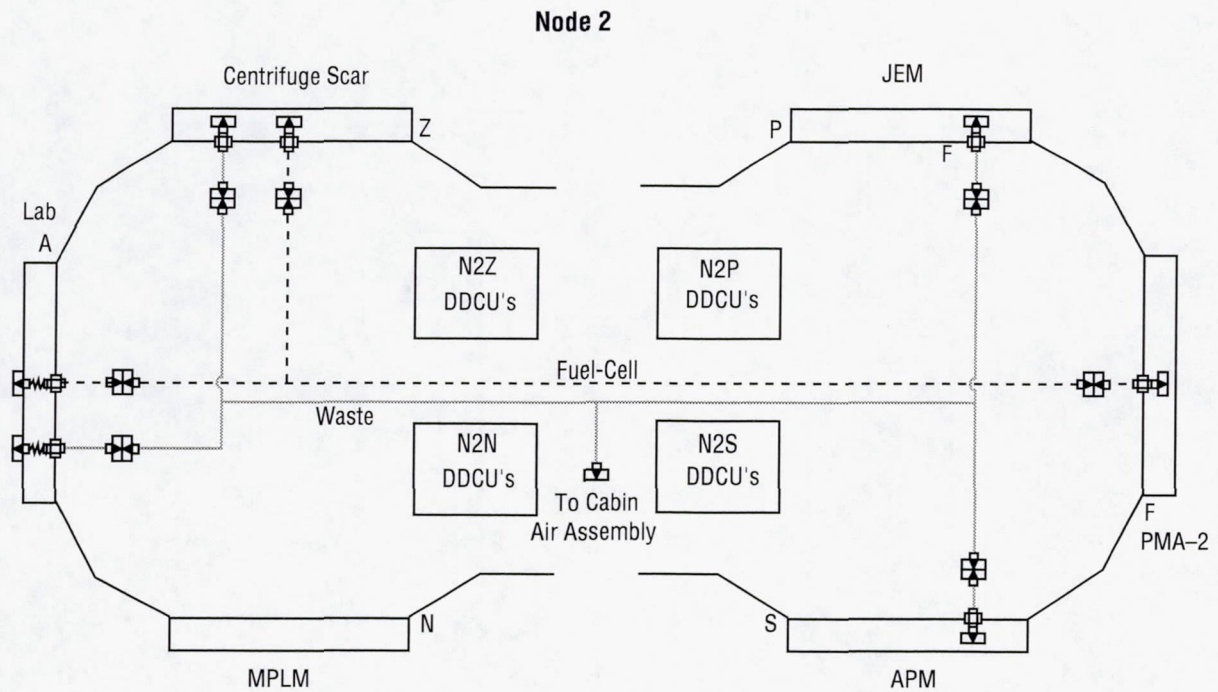 Node 2
Centrifuge Scar
JEM
Z
P
F
Lab
A
N2Z
DDCU's
N2P
DDCU's
Fuel-Cell
Waste
N2N
DDCU's
N2S
DDCU's
To Cabin
Air Assembly
F
PMA–2
N
S
MPLM
APM